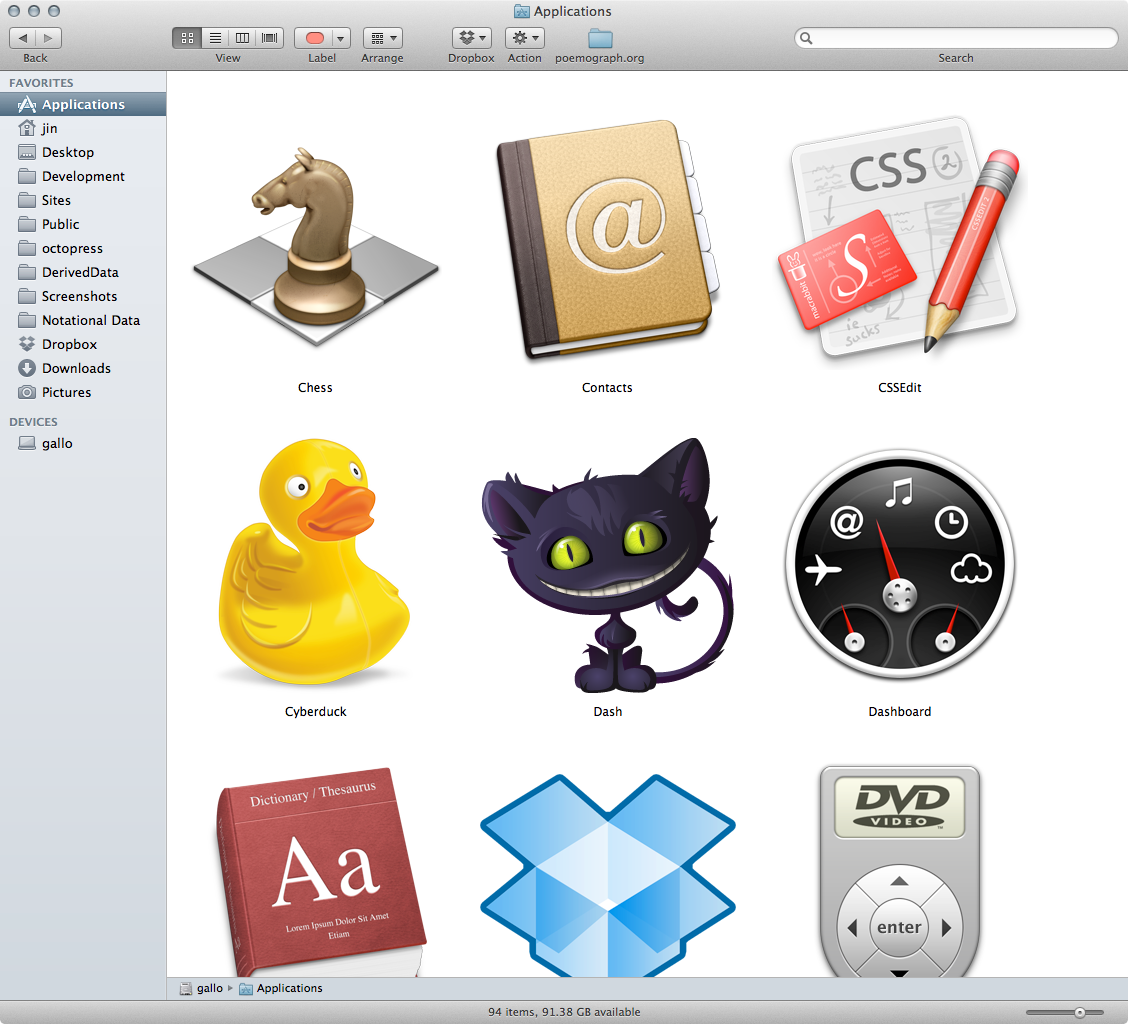 Applications
Back
View
Label
Arrange
Dropbox
Action
poemograph.org
Search
FAVORITES
Applications
jin
Desktop
Development
Sites
Public
octopress
DerivedData
Screenshots
Notational Data
Dropbox
Downloads
Pictures
DEVICES
gallo
@
CSS 2
CSSEDIT 2
macrabbit
S
ie
sucks
Chess
Contacts
CSSEdit
@
Cyberduck
Dash
Dashboard
Dictionary / Thesaurus
Aa
Lorem Ipsum Dolor Sit Amet
Etiam
DVD
VIDEO
TM
enter
gallo
Applications
94 items, 91.38 GB available